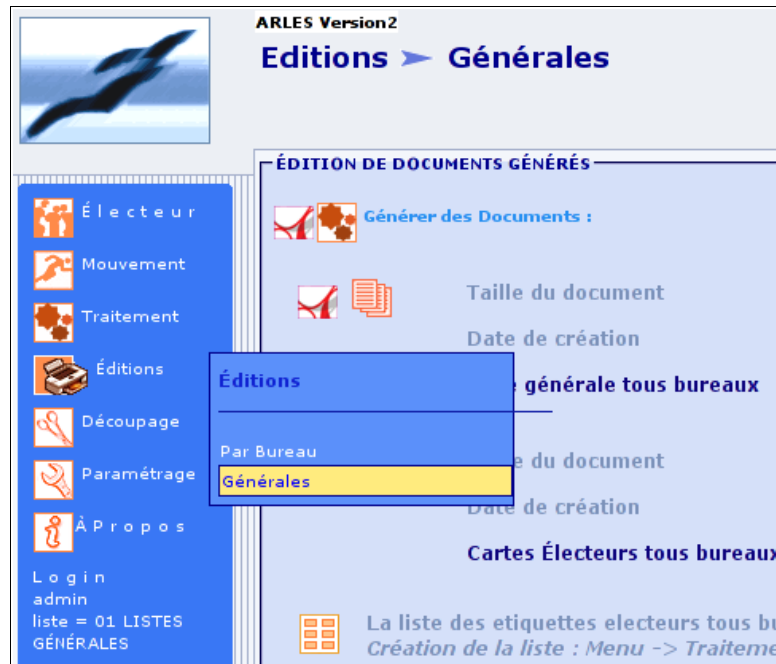 ARLES Version2
Editions ➤ Générales
ÉDITION DE DOCUMENTS GÉNÉRÉS
Électeur
Mouvement
Traitement
Éditions
Découpage
Paramétrage
À Propos
Login
admin
liste = 01 LISTES
GÉNÉRALES
Éditions
Par Bureau
Générales
Générer des Documents :
Taille du document
Date de création
générale tous bureaux
du document
Date de création
Cartes Électeurs tous bureaux
La liste des etiquettes electeurs tous
Création de la liste : Menu ->